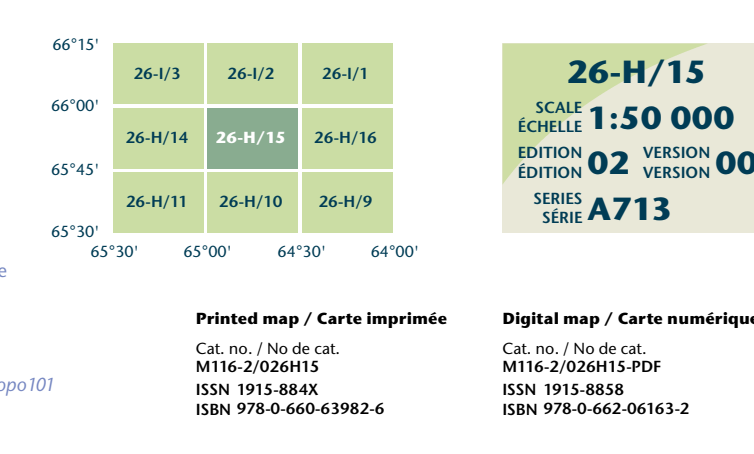 66°15'
26-I/3 26-I/2 26-I/1
66°00'
26-H/14 26-H/15 26-H/16
65°45'
26-H/11 26-H/10 26-H/9
65°30'
65°30' 65°00' 64°30' 64°00'
26-H/15
SCALE
ÉCHELLE 1:50 000
EDITION
ÉDITION 02 VERSION
VERSION 00
SERIES
SÉRIE A713
e
opo101
Printed map / Carte imprimée
Cat. no. / No de cat.
M116-2/026H15
ISSN 1915-884X
ISBN 978-0-660-63982-6
Digital map / Carte numérique
Cat. no. / No de cat.
M116-2/026H15-PDF
ISSN 1915-8858
ISBN 978-0-662-06163-2